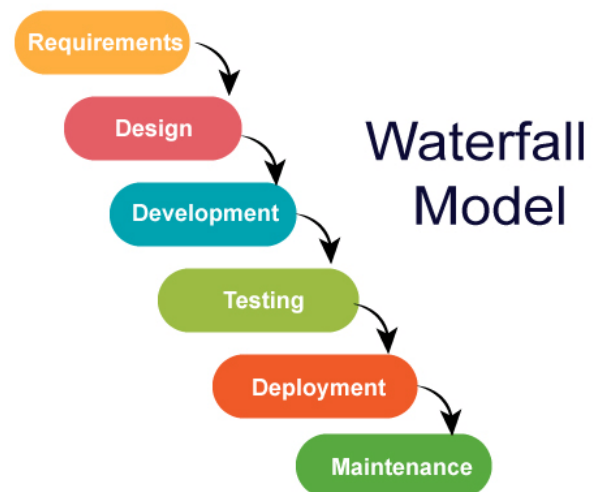 Requirements
Design
Waterfall
Model
Development
Testing
Deployment
Maintenance